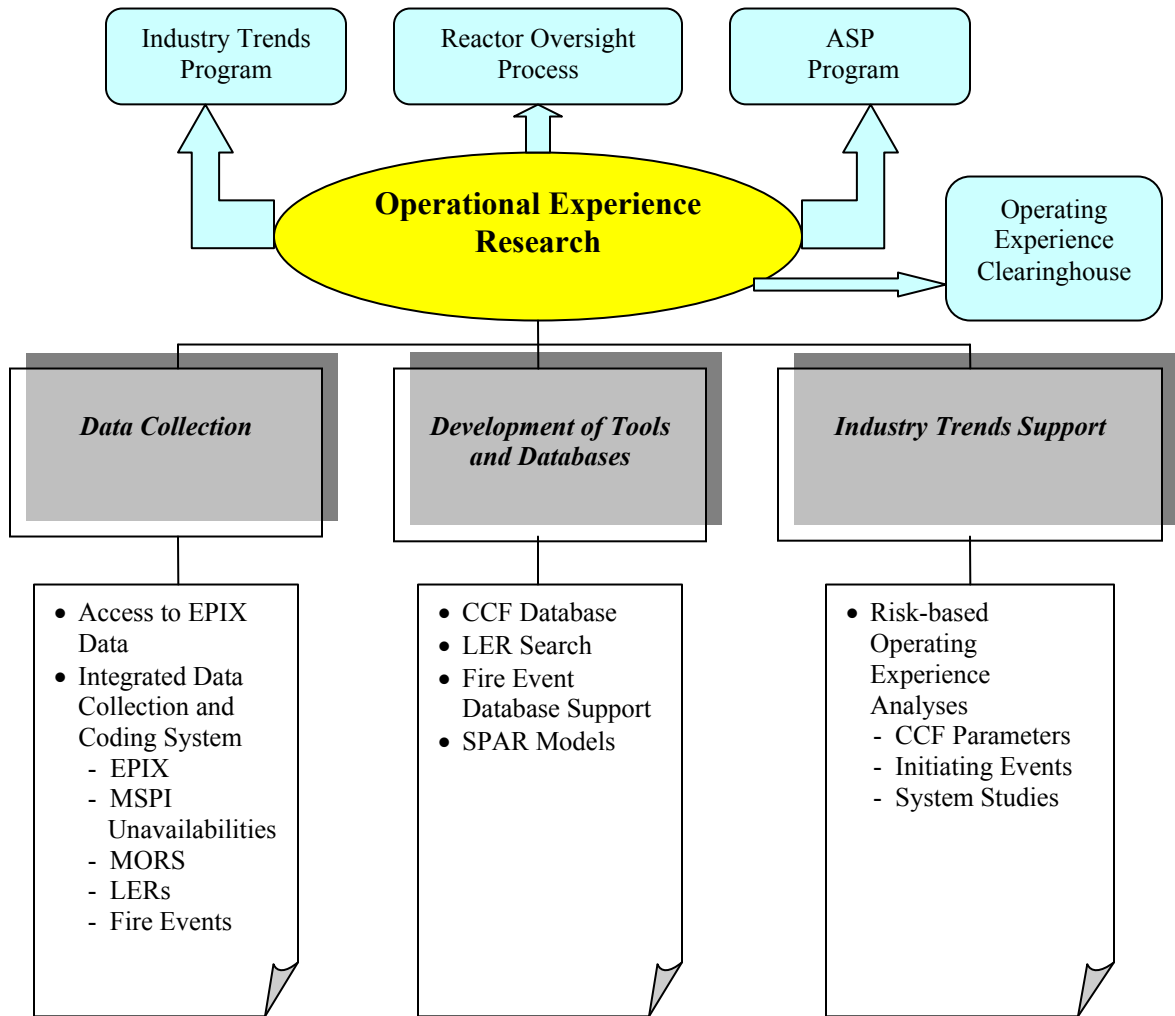 Industry Trends
Program
Reactor Oversight
Process
ASP
Program
Operational Experience
Research
Operating
Experience
Clearinghouse
Data Collection
Development of Tools
and Databases
Industry Trends Support
• Access to EPIX
Data
• Integrated Data
Collection and
Coding System
- EPIX
- MSPI
Unavailabilities
- MORS
- LERs
- Fire Events
• CCF Database
• LER Search
• Fire Event
Database Support
• SPAR Models
• Risk-based
Operating
Experience
Analyses
- CCF Parameters
- Initiating Events
- System Studies